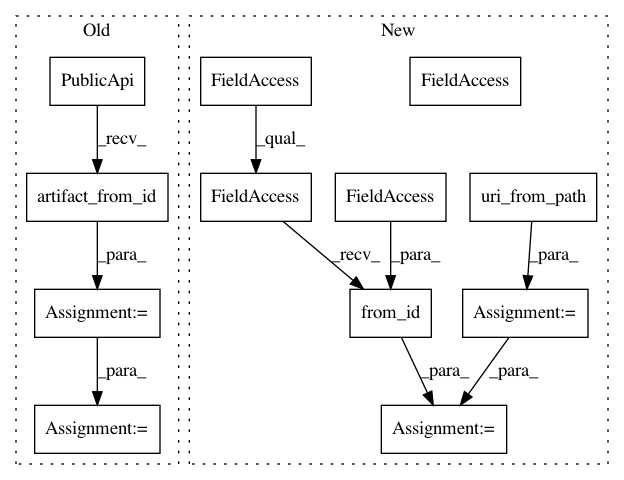 Old
New
PublicApi
FieldAccess
FieldAccess
_recv_
_qual_
artifact_from_id
FieldAccess
FieldAccess
uri_from_path
_para_
_recv_
_para_
_para_
Assignment:=
from_id
Assignment:=
_para_
_para_
_para_
Assignment:=
Assignment:=